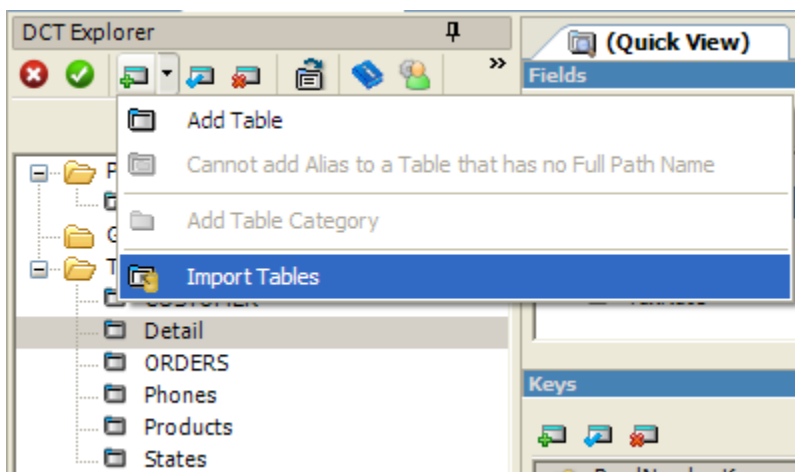 DCT Explorer
(Quick View)
»
Fields
Add Table
Cannot add Alias to a Table that has no Full Path Name
Add Table Category
Import Tables
Detail
ORDERS
Phones
Products
States
Keys